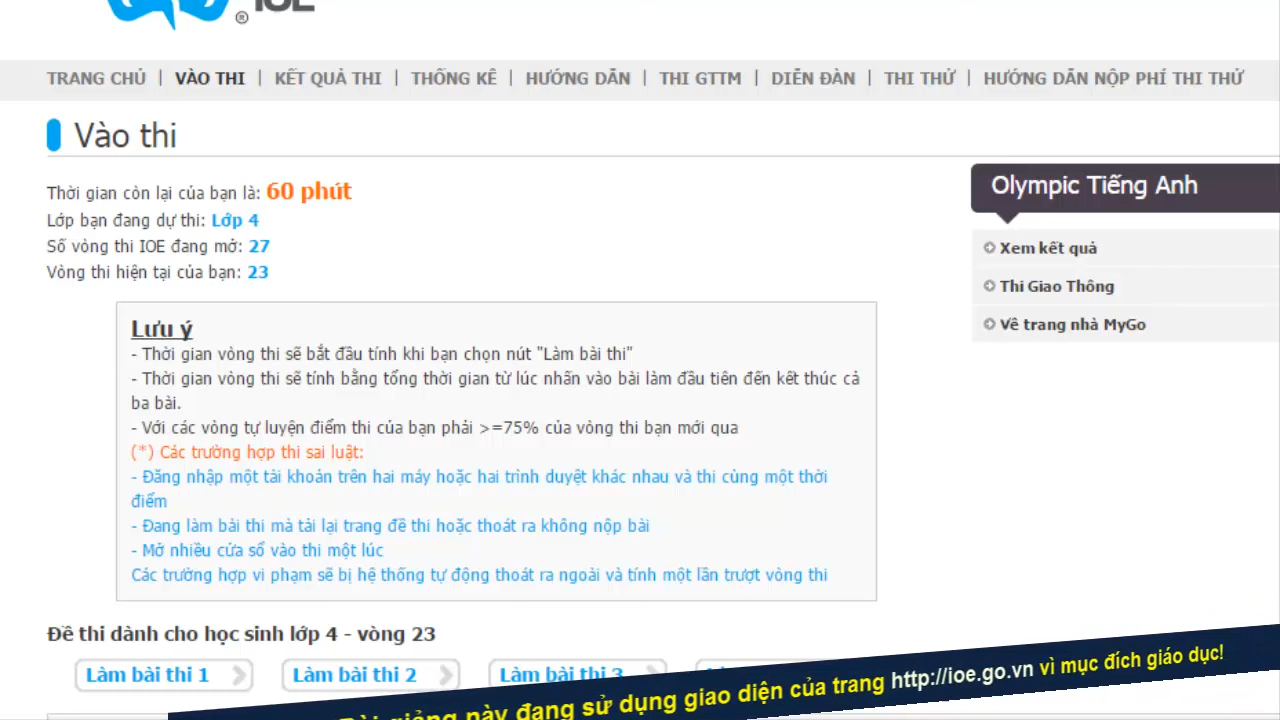 ® IOE
TRANG CHỦ | VÀO THI | KẾT QUẢ THI | THỐNG KÊ | HƯỚNG DẪN | THI GTTM | DIỄN ĐÀN | THI THỬ | HƯỚNG DẪN NỘP PHÍ THI THỬ
Vào thi
Thời gian còn lại của bạn là: 60 phút
Lớp bạn đang dự thi: Lớp 4
Số vòng thi IOE đang mở: 27
Vòng thi hiện tại của bạn: 23
Olympic Tiếng Anh
Xem kết quả
Thi Giao Thông
Về trang nhà MyGo
Lưu ý
- Thời gian vòng thi sẽ bắt đầu tính khi bạn chọn nút "Làm bài thi"
- Thời gian vòng thi sẽ tính bằng tổng thời gian từ lúc nhấn vào bài làm đầu tiên đến kết thúc cả
ba bài.
- Với các vòng tự luyện điểm thi của bạn phải >=75% của vòng thi bạn mới qua
(*) Các trường hợp thi sai luật:
- Đăng nhập một tài khoản trên hai máy hoặc hai trình duyệt khác nhau và thi cùng một thời
điểm
- Đang làm bài thi mà tải lại trang đề thi hoặc thoát ra không nộp bài
- Mở nhiều cửa sổ vào thi một lúc
Các trường hợp vi phạm sẽ bị hệ thống tự động thoát ra ngoài và tính một lần trượt vòng thi
Đề thi dành cho học sinh lớp 4 - vòng 23
Làm bài thi 1
Làm bài thi 2
Làm bài thi 3
Bài giảng này đang sử dụng giao diện của trang http://ioe.go.vn vì mục đích giáo dục!